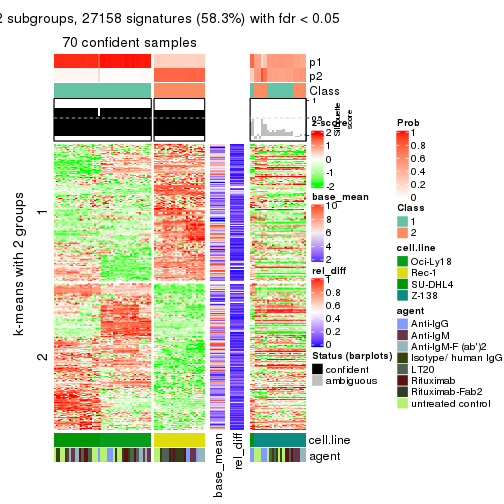 2 subgroups, 27158 signatures (58.3%) with fdr < 0.05
70 confident samples
p1
p2
Class
1
0.5
Silhouette
score
z-score
2
1
0
-1
-2
base_mean
10
8
6
4
2
rel_diff
1
0.8
0.6
0.4
0.2
0
Status (barplots)
confident
ambiguous
Prob
1
0.8
0.6
0.4
0.2
0
Class
1
2
cell.line
Oci-Ly18
Rec-1
SU-DHL4
Z-138
agent
Anti-IgG
Anti-IgM
Anti-IgM-F (ab')2
Isotype/ human IgG
LT20
Rituximab
Rituximab-Fab2
untreated control
k-means with 2 groups
1
2
cell.line
agent
base_mean
rel_diff